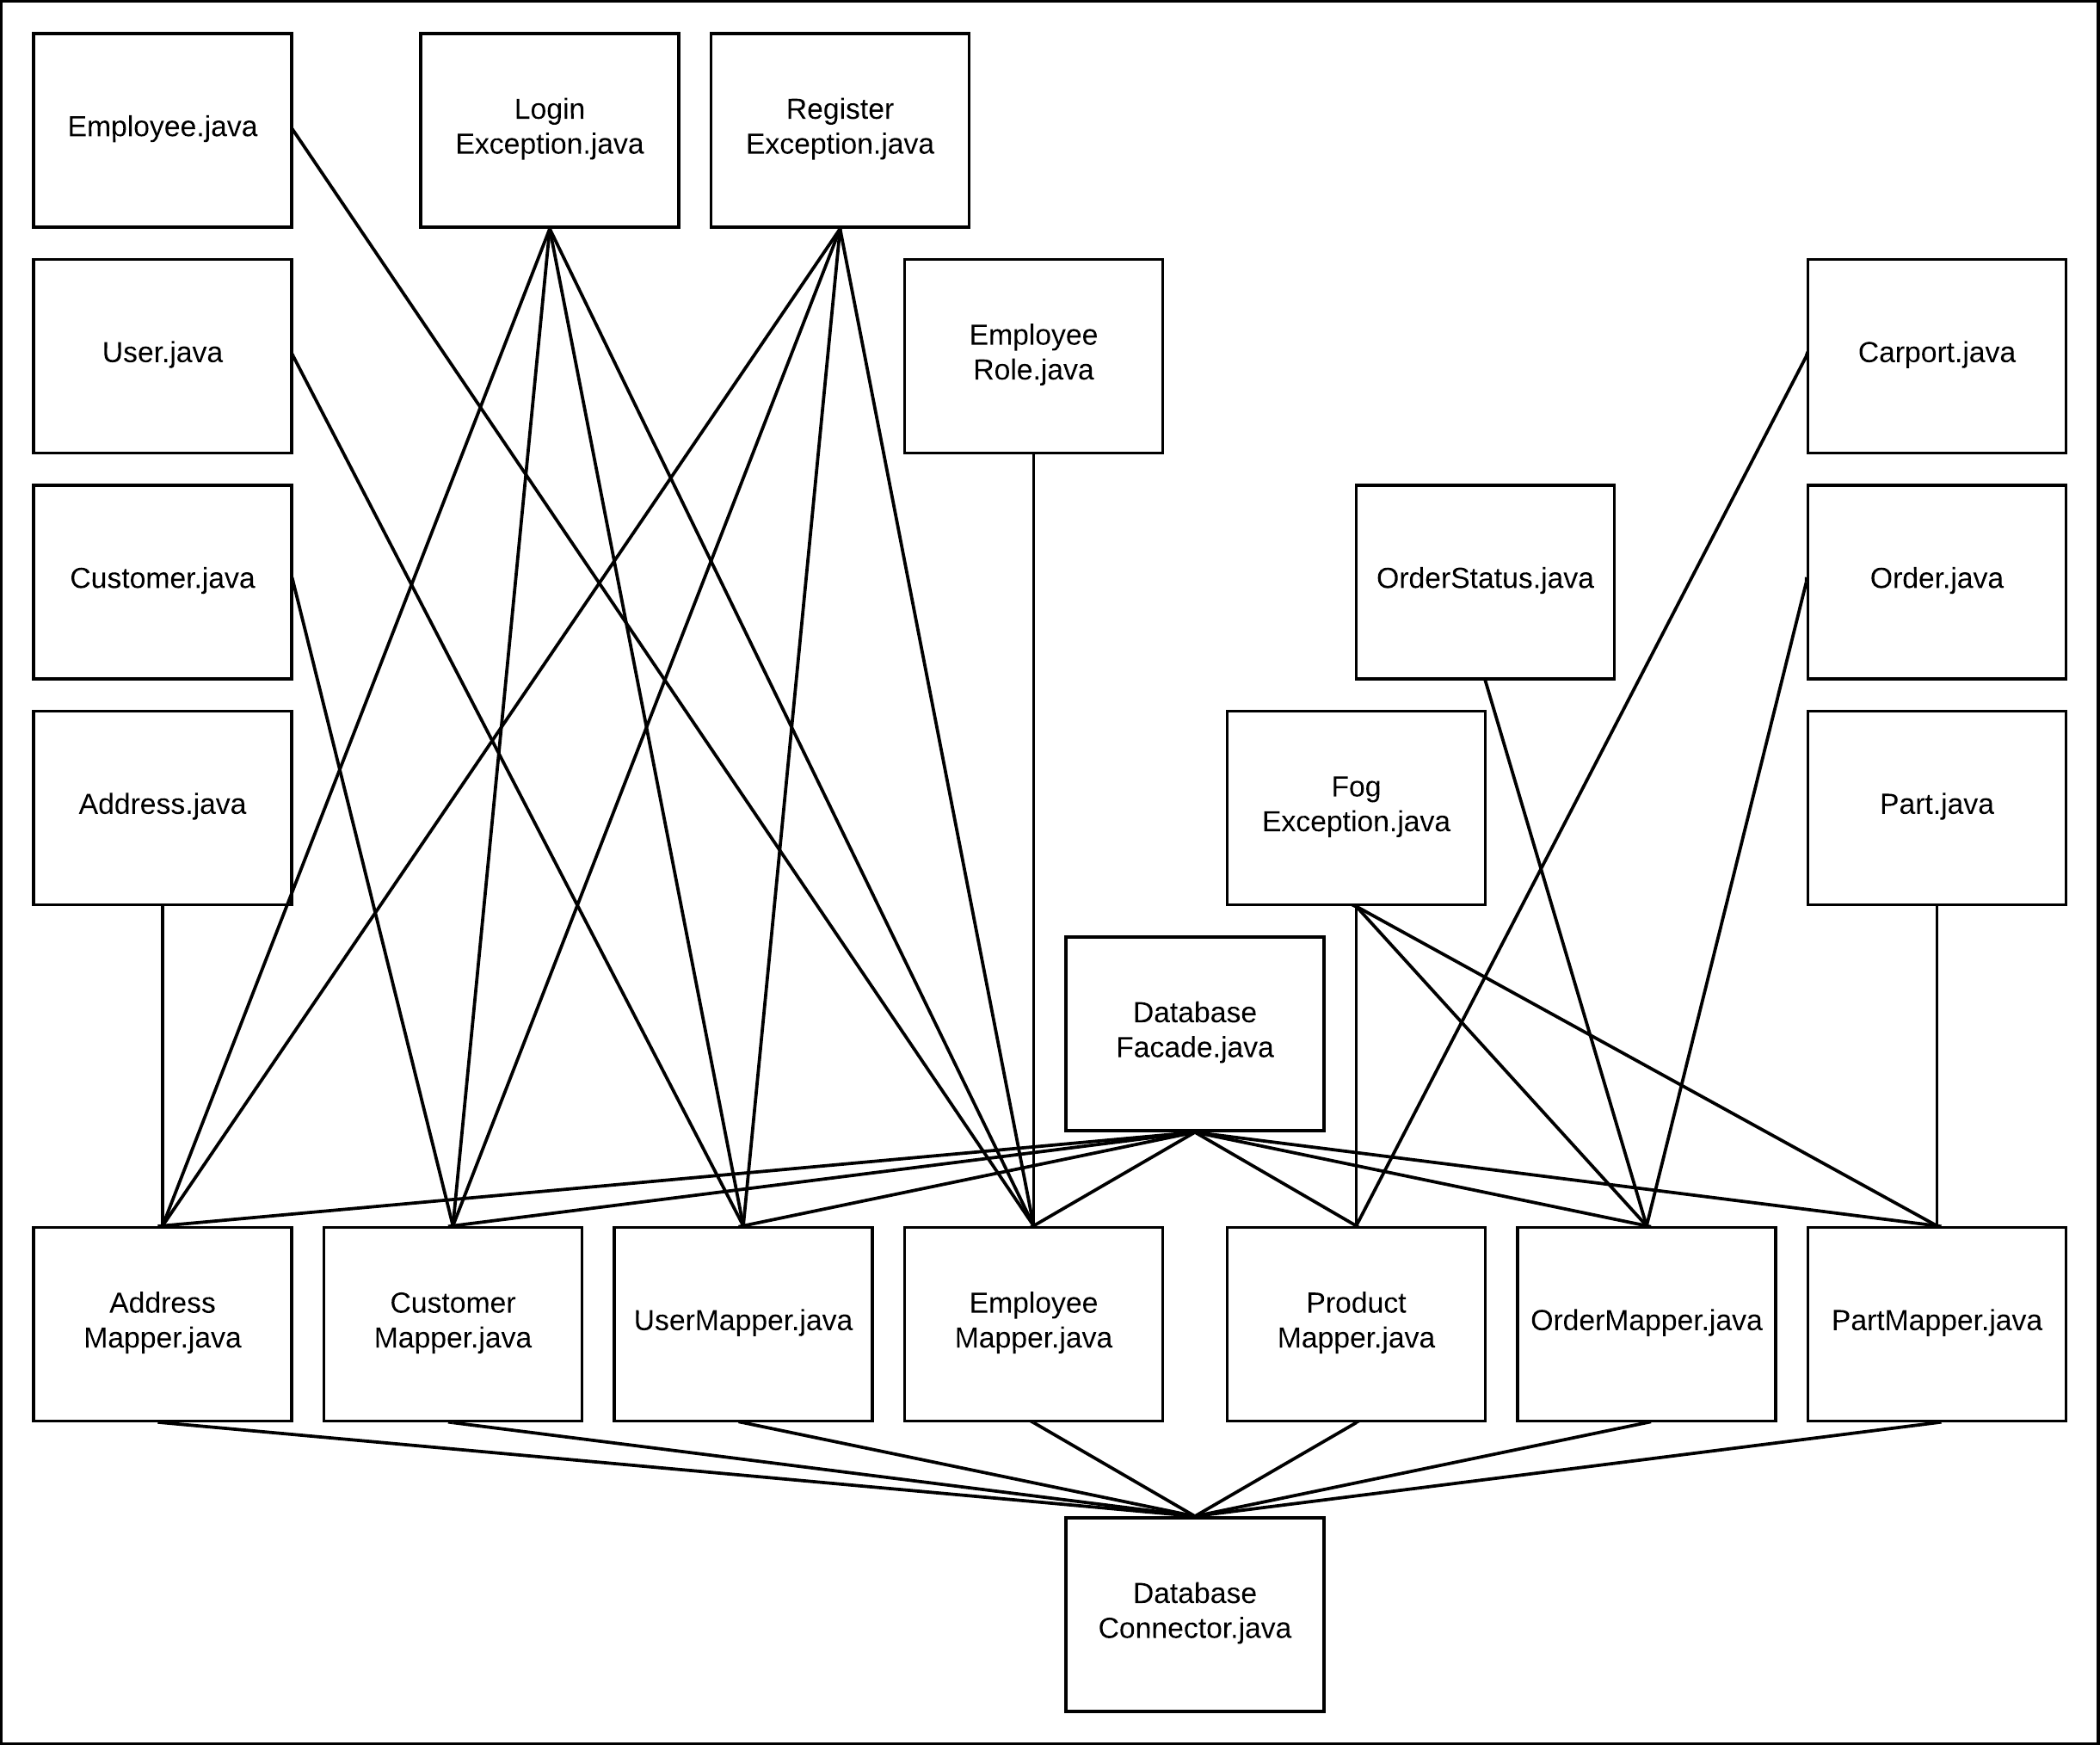 Employee.java
Login
Exception.java
Register
Exception.java
User.java
Employee
Role.java
Carport.java
Customer.java
OrderStatus.java
Order.java
Address.java
Fog
Exception.java
Part.java
Database
Facade.java
Address
Mapper.java
Customer
Mapper.java
UserMapper.java
Employee
Mapper.java
Product
Mapper.java
OrderMapper.java
PartMapper.java
Database
Connector.java